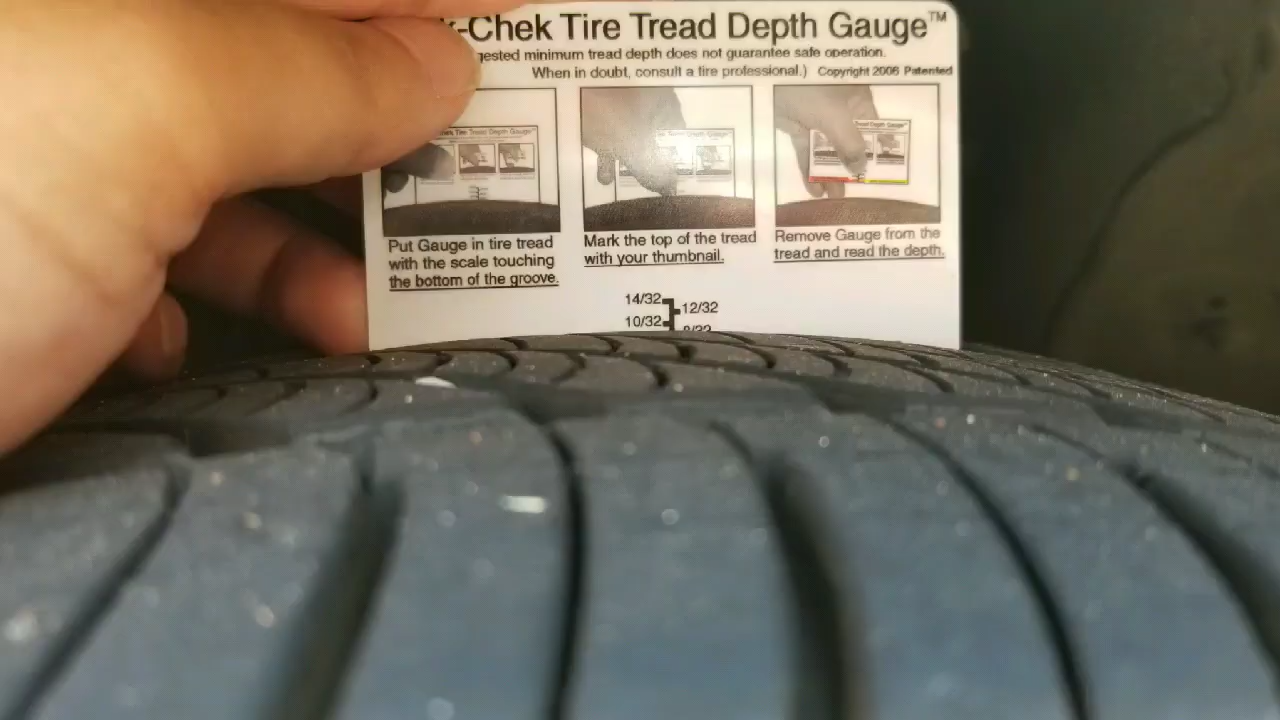 -Chek Tire Tread Depth Gauge™
gested minimum tread depth does not guarantee safe operation.
When in doubt, consult a tire professional.) Copyright 2006 Patented
Put Gauge in tire tread
with the scale touching
the bottom of the groove.
Mark the top of the tread
with your thumbnail.
Remove Gauge from the
tread and read the depth.
14/32
12/32
10/32